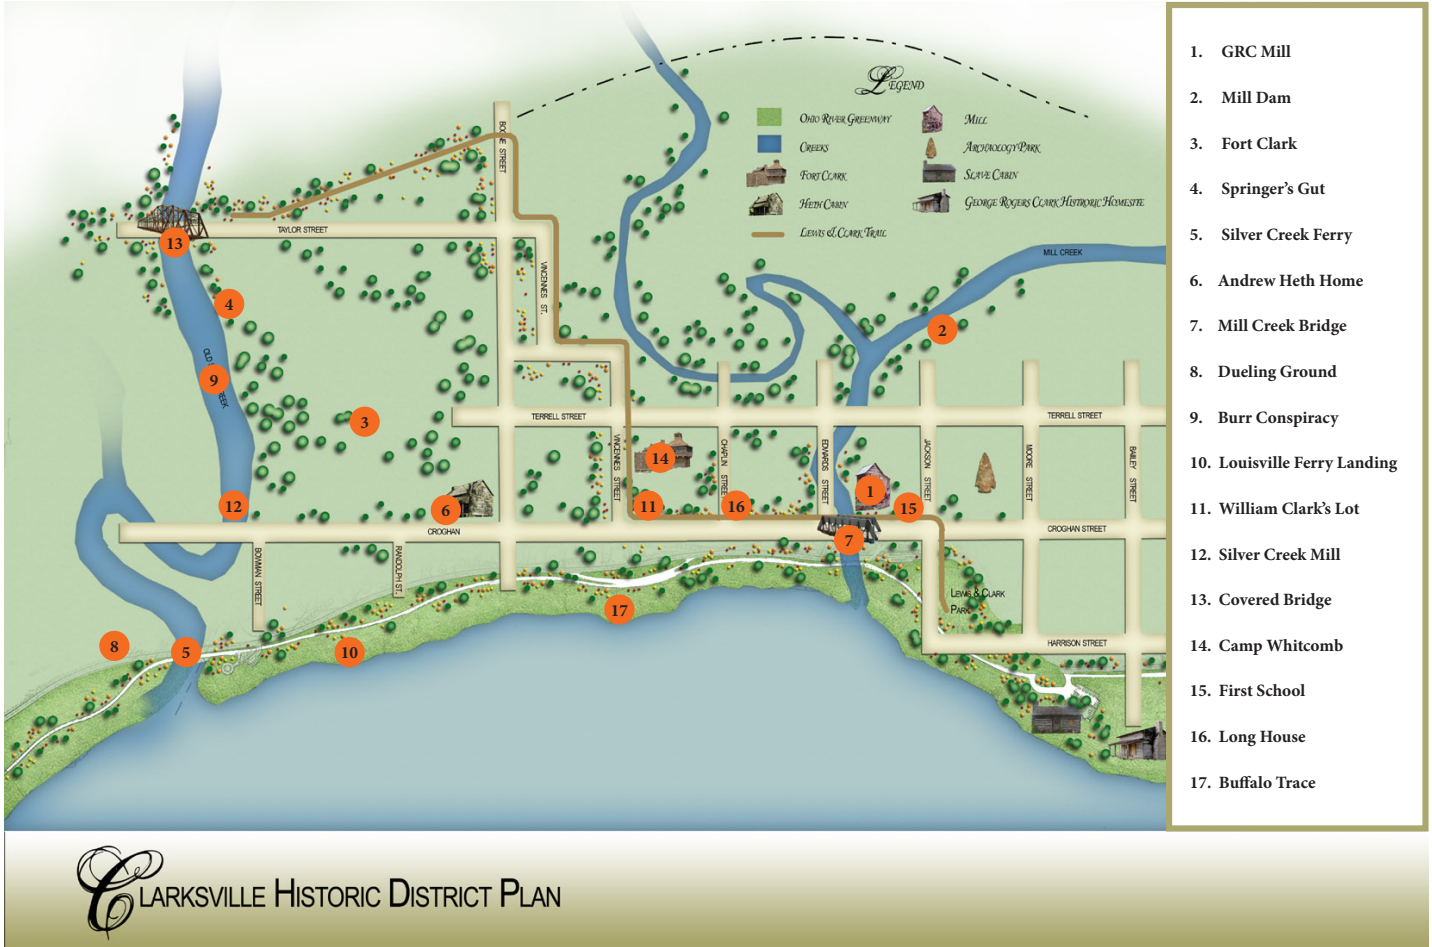 LEGEND
OHIO RIVER GREENWAY
CREEKS
FORT CLARK
HETH CABIN
LEWIS & CLARK TRAIL
MILL
ARCHAOLOGY PARK
SLAVE CABIN
GEORGE ROGERS CLARK HISTRORIC HOMESITE
BOGGE STREET
TAYLOR STREET
VINCENNES ST.
MILL CREEK
OLD
TERRELL STREET
TERRELL STREET
VINCENNES STREET
CHAPLIN STREET
EDWARDS STREET
JACKSON STREET
MOORE STREET
BAILEY STREET
CROGHAN
CROGHAN STREET
BOWMAN STREET
RANDOLPH ST.
LEWIS & CLARK
PARK
HARRISON STREET
13
4
2
9
3
14
1
12
6
11
16
15
7
17
8
5
10
1. GRC Mill
2. Mill Dam
3. Fort Clark
4. Springer’s Gut
5. Silver Creek Ferry
6. Andrew Heth Home
7. Mill Creek Bridge
8. Dueling Ground
9. Burr Conspiracy
10. Louisville Ferry Landing
11. William Clark’s Lot
12. Silver Creek Mill
13. Covered Bridge
14. Camp Whitcomb
15. First School
16. Long House
17. Buffalo Trace
CLARKSVILLE HISTORIC DISTRICT PLAN